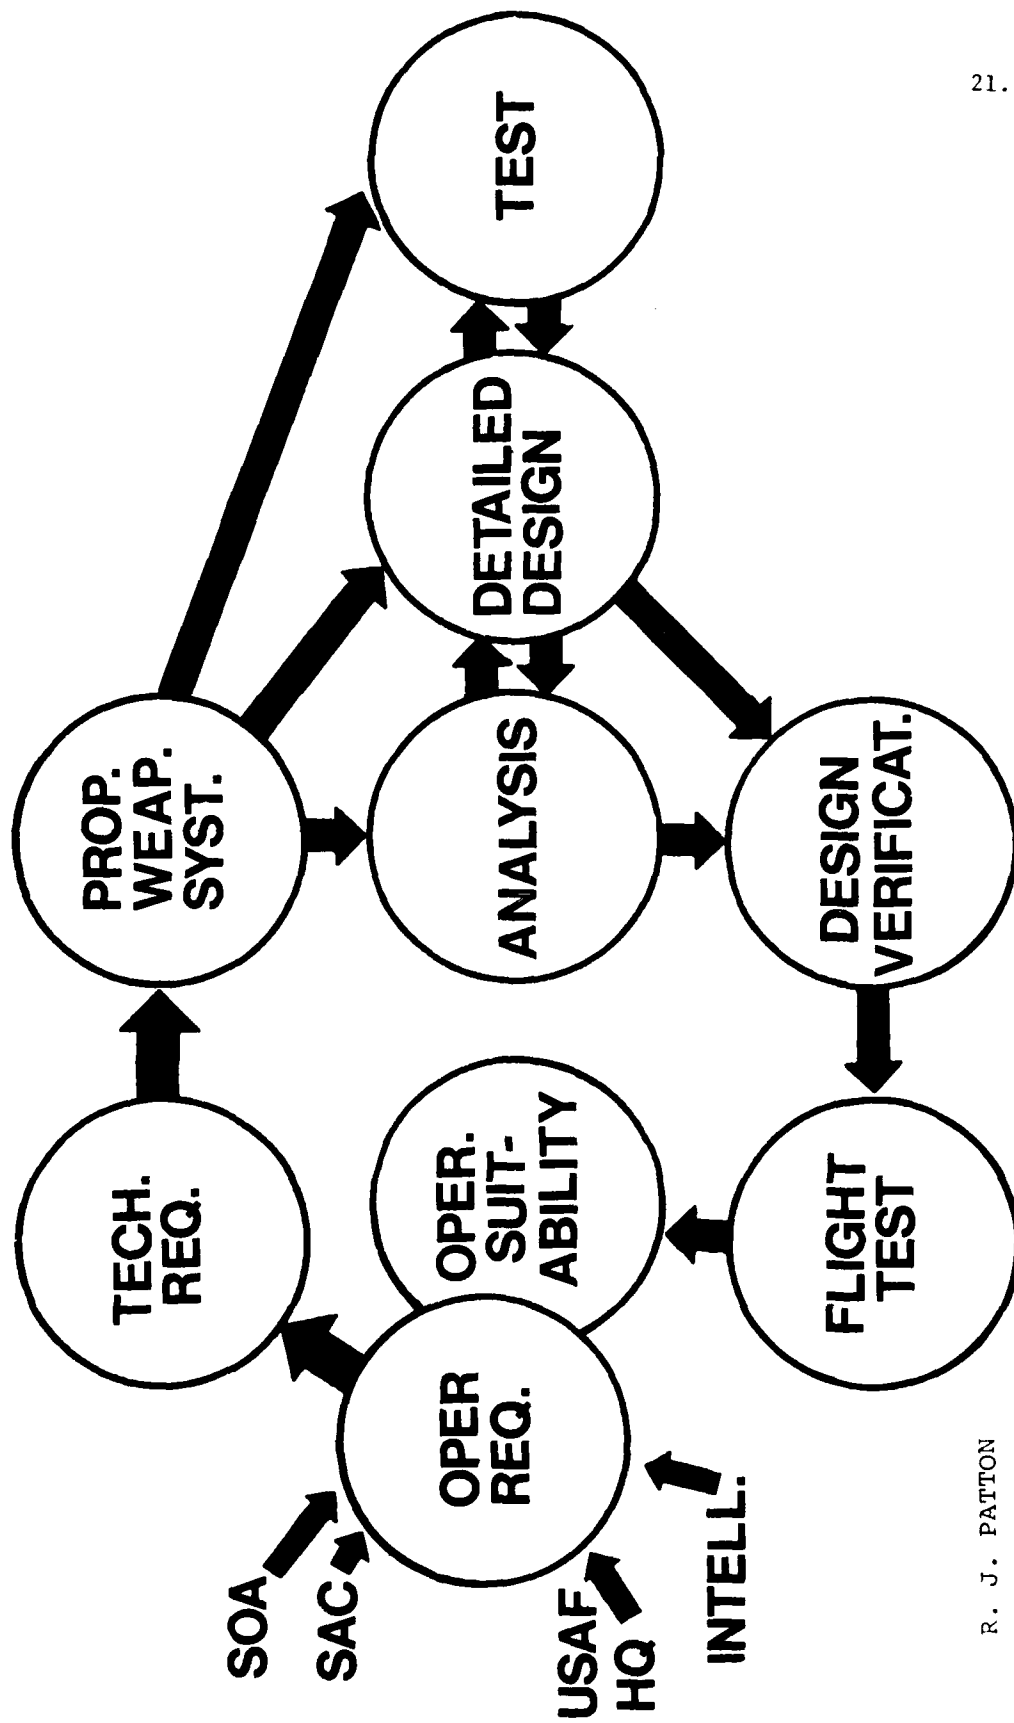 SOA
SAC
USAF
HQ
INTELL.
OPER
REQ.
TECH.
REQ.
PROP.
WEAP.
SYST.
ANALYSIS
DETAILED
DESIGN
TEST
DESIGN
VERIFICAT.
FLIGHT
TEST
OPER.
SUIT-
ABILITY
R. J. PATTON
21.